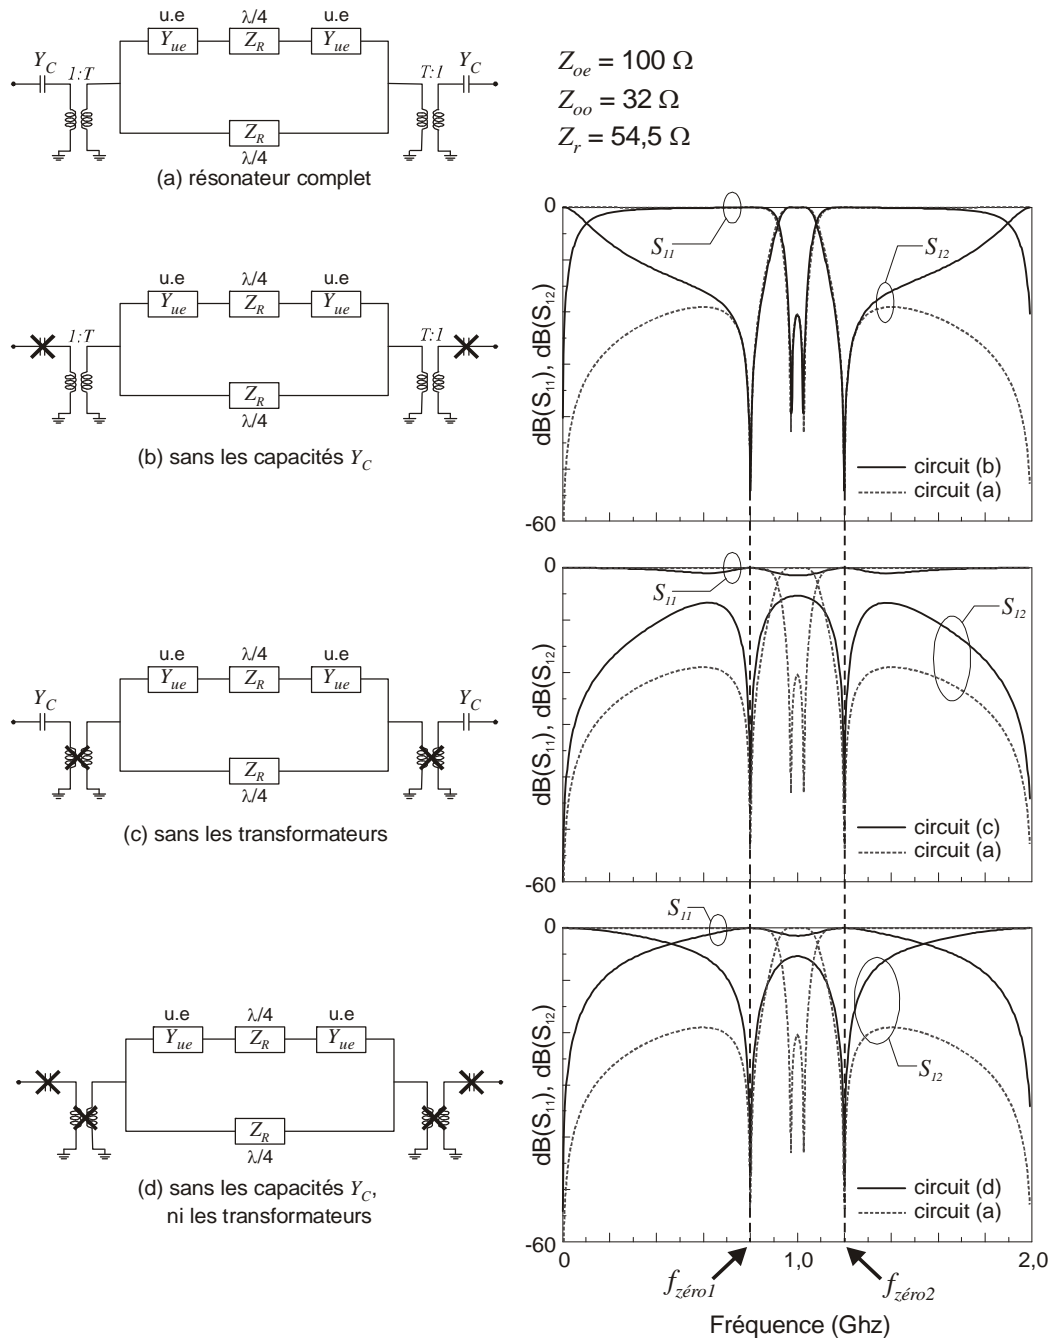 u.e λ/4 u.e
Y_C 1:T Y_ue Z_R Y_ue T:1 Y_C
Z_R
λ/4
(a) résonateur complet
Z_oe = 100 Ω
Z_oo = 32 Ω
Z_r = 54,5 Ω
u.e λ/4 u.e
1:T Y_ue Z_R Y_ue T:1
Z_R
λ/4
(b) sans les capacités Y_C
0
S_11
S_12
dB(S_11), dB(S_12)
circuit (b)
circuit (a)
-60
u.e λ/4 u.e
Y_C Y_ue Z_R Y_ue Y_C
Z_R
λ/4
(c) sans les transformateurs
0
S_11
S_12
dB(S_11), dB(S_12)
circuit (c)
circuit (a)
-60
u.e λ/4 u.e
Y_ue Z_R Y_ue
Z_R
λ/4
(d) sans les capacités Y_C,
ni les transformateurs
S_11
0
S_12
dB(S_11), dB(S_12)
circuit (d)
circuit (a)
-60
0 1,0 2,0
f_zéro1 f_zéro2
Fréquence (Ghz)